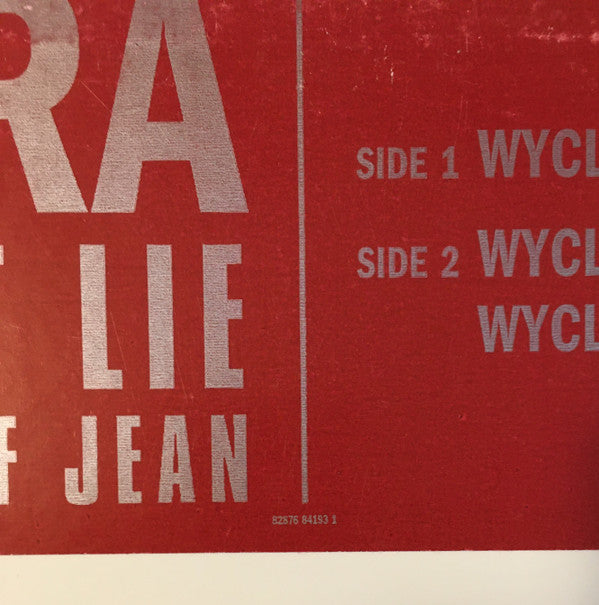 RA
LIE
F JEAN
SIDE 1 WYCL
SIDE 2 WYCL
WYCL
82876 84193 1